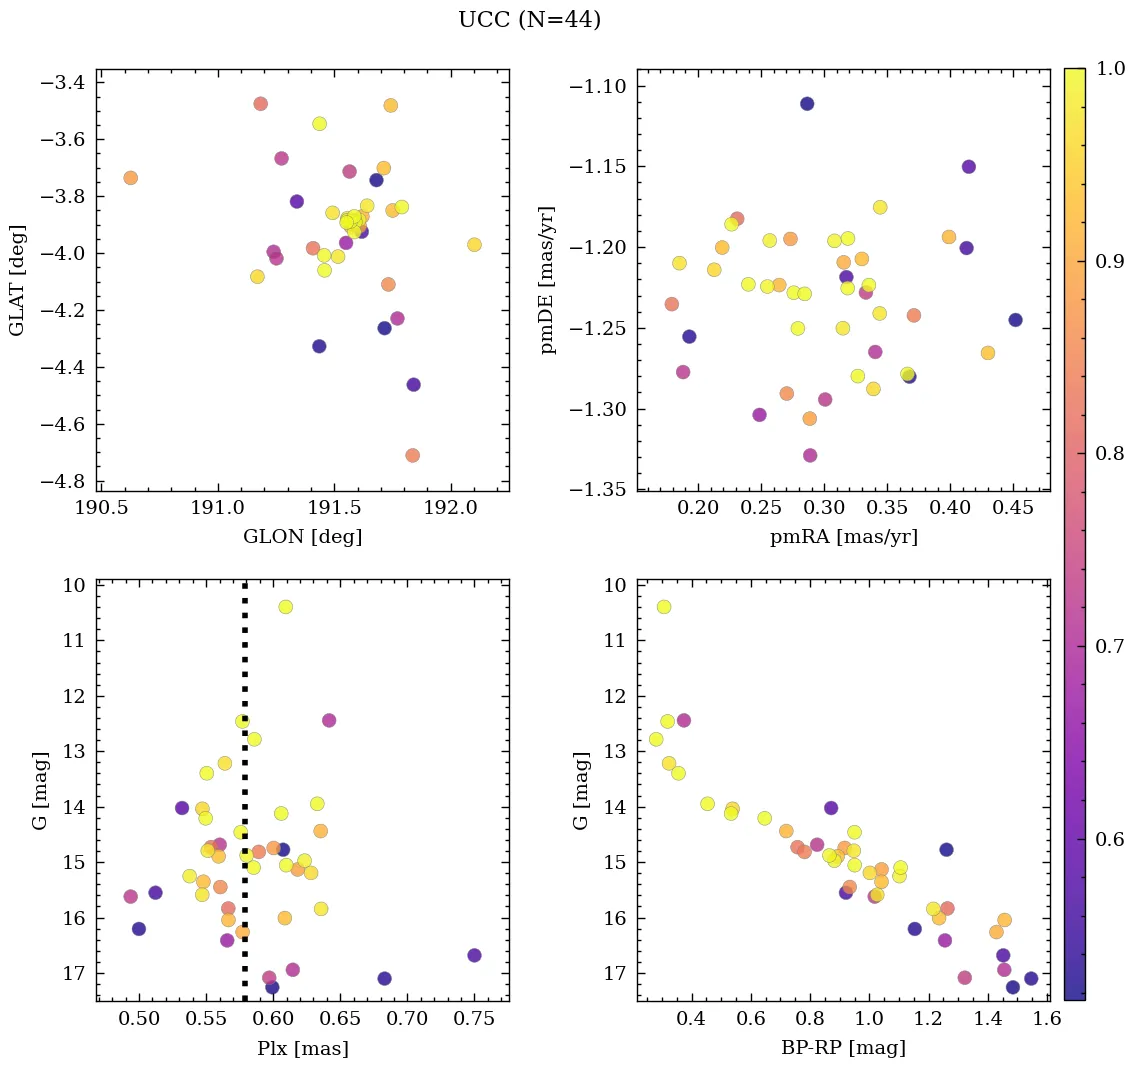 UCC (N=44)
−3.4
−3.6
−3.8
−4.0
−4.2
−4.4
−4.6
−4.8
GLAT [deg]
190.5 191.0 191.5 192.0
GLON [deg]
−1.10
−1.15
−1.20
−1.25
−1.30
−1.35
pmDE [mas/yr]
0.20 0.25 0.30 0.35 0.40 0.45
pmRA [mas/yr]
10
11
12
13
14
15
16
17
G [mag]
0.50 0.55 0.60 0.65 0.70 0.75
Plx [mas]
10
11
12
13
14
15
16
17
G [mag]
0.4 0.6 0.8 1.0 1.2 1.4 1.6
BP-RP [mag]
1.0
0.9
0.8
0.7
0.6